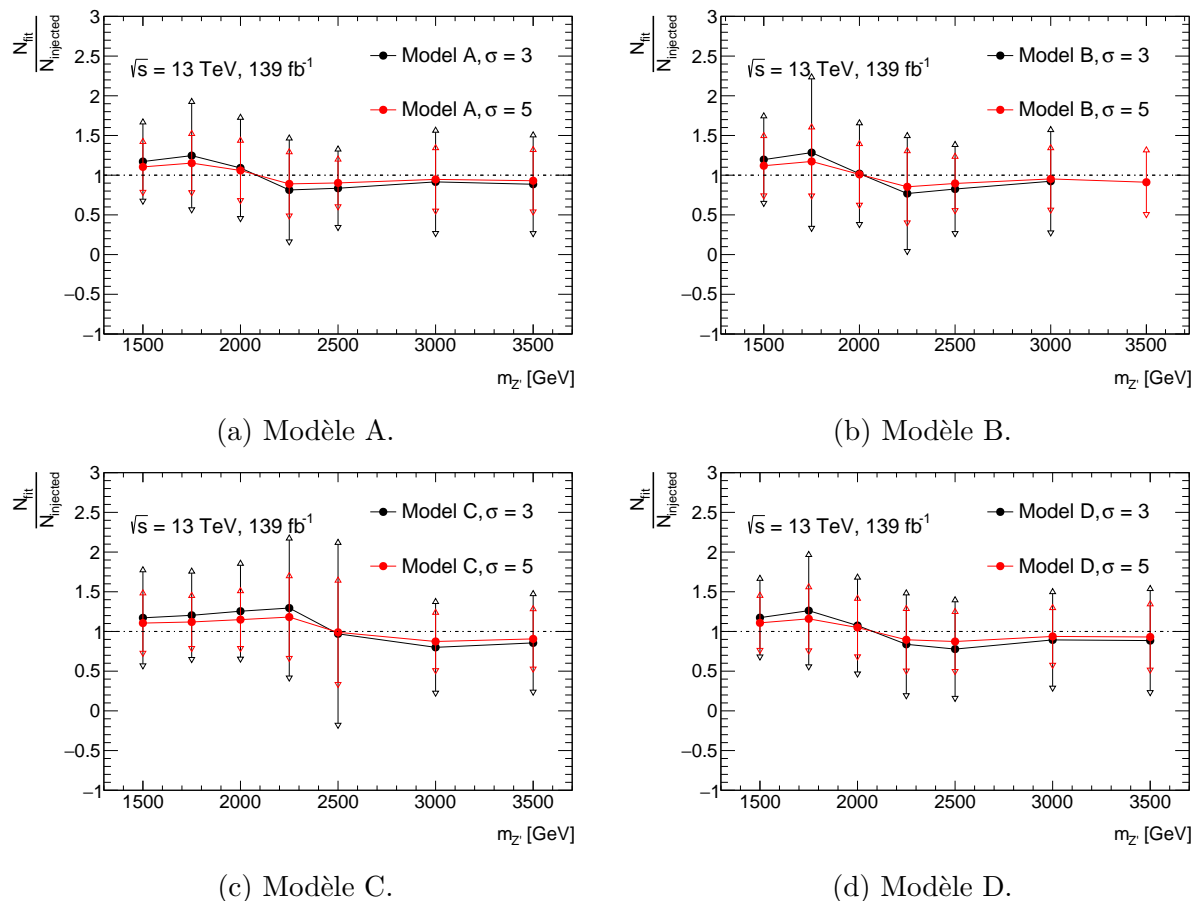 N_fit
N_injected
3
2.5
2
1.5
1
0.5
0
−0.5
−1
√s = 13 TeV, 139 fb⁻¹
Model A, σ = 3
Model A, σ = 5
1500 2000 2500 3000 3500
m_Z' [GeV]
(a) Modèle A.
N_fit
N_injected
3
2.5
2
1.5
1
0.5
0
−0.5
−1
√s = 13 TeV, 139 fb⁻¹
Model B, σ = 3
Model B, σ = 5
1500 2000 2500 3000 3500
m_Z' [GeV]
(b) Modèle B.
N_fit
N_injected
3
2.5
2
1.5
1
0.5
0
−0.5
−1
√s = 13 TeV, 139 fb⁻¹
Model C, σ = 3
Model C, σ = 5
1500 2000 2500 3000 3500
m_Z' [GeV]
(c) Modèle C.
N_fit
N_injected
3
2.5
2
1.5
1
0.5
0
−0.5
−1
√s = 13 TeV, 139 fb⁻¹
Model D, σ = 3
Model D, σ = 5
1500 2000 2500 3000 3500
m_Z' [GeV]
(d) Modèle D.